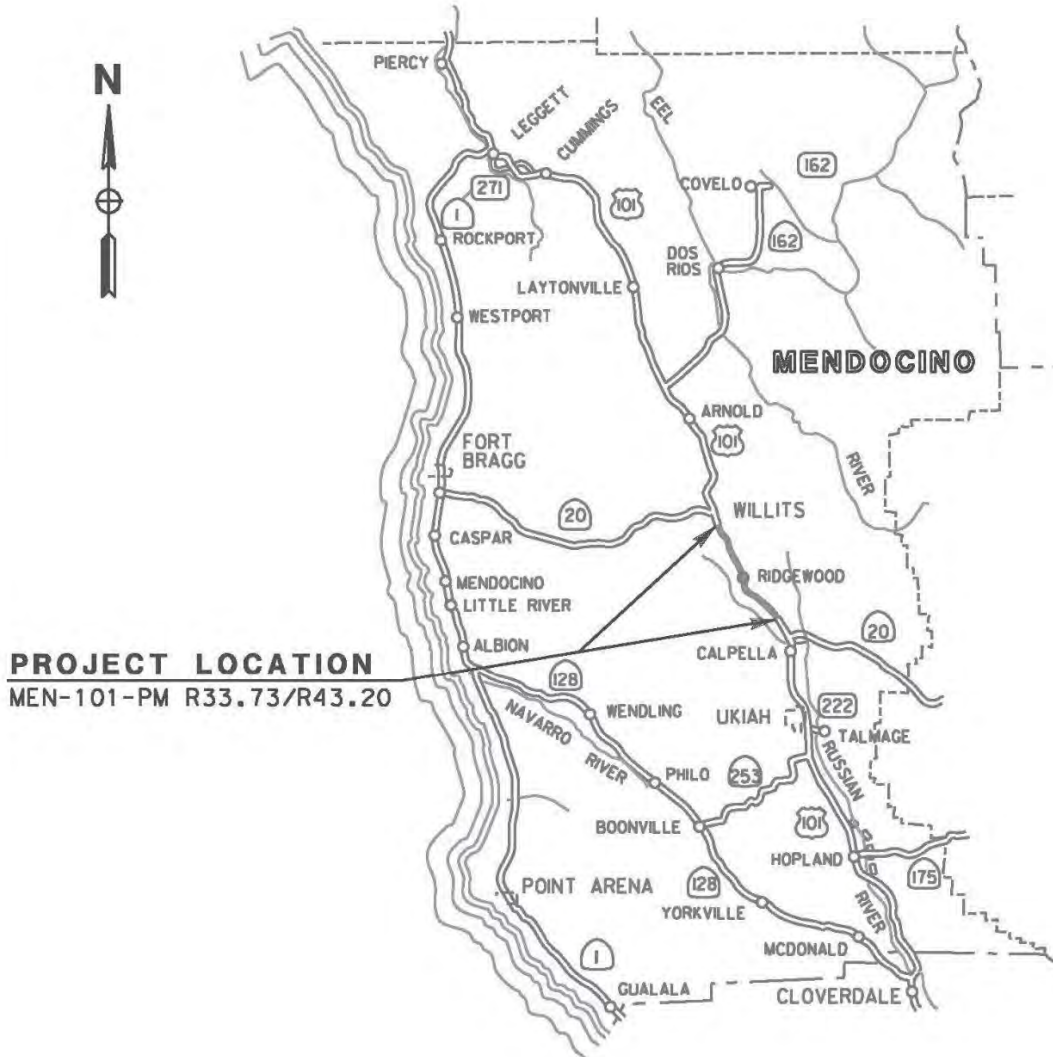 N
PIERCY
LEGGETT
CUMMINGS
EEL
271
1
101
COVELO
162
162
ROCKPORT
DOS
RIOS
LAYTONVILLE
WESTPORT
MENDOCINO
ARNOLD
101
FORT
BRAGG
RIVER
WILLITS
20
CASPAR
RIDGEWOOD
MENDOCINO
LITTLE RIVER
20
ALBION
CALPELLA
PROJECT LOCATION
MEN-101-PM R33.73/R43.20
128
WENDLING
222
UKIAH
TALMAGE
NAVARRO
RIVER
RUSSIAN
PHILO
253
BOONVILLE
101
HOPLAND
175
POINT ARENA
128
YORKVILLE
RIVER
MCDONALD
1
GUALALA
CLOVERDALE